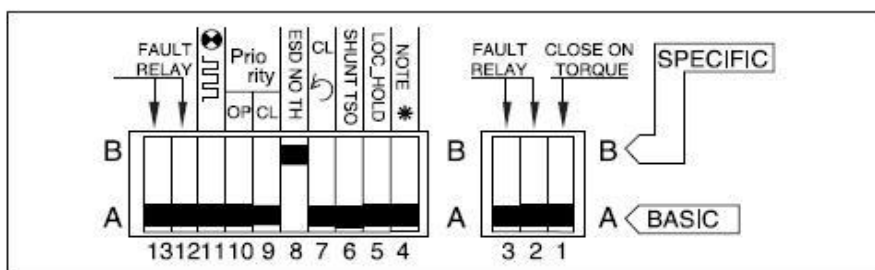 FAULT
RELAY
Prio
rity
OP CL
ESD NO TH
CL
SHUNT TSO
LOC_HOLD
NOTE
*
FAULT
RELAY
CLOSE ON
TORQUE
SPECIFIC
B
B
B
A
A
A
BASIC
13 12 11 10 9 8 7 6 5 4
3 2 1